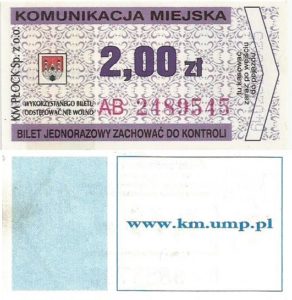 KOMUNIKACJA MIEJSKA
KM PŁOCK Sp. z o.o.
2,00 zł
WYKORZYSTANEGO BILETU
ODSTĘPOWAĆ NIE WOLNO
AB 2489545
BILET JEDNORAZOWY ZACHOWAĆ DO KONTROLI
www.km.ump.pl